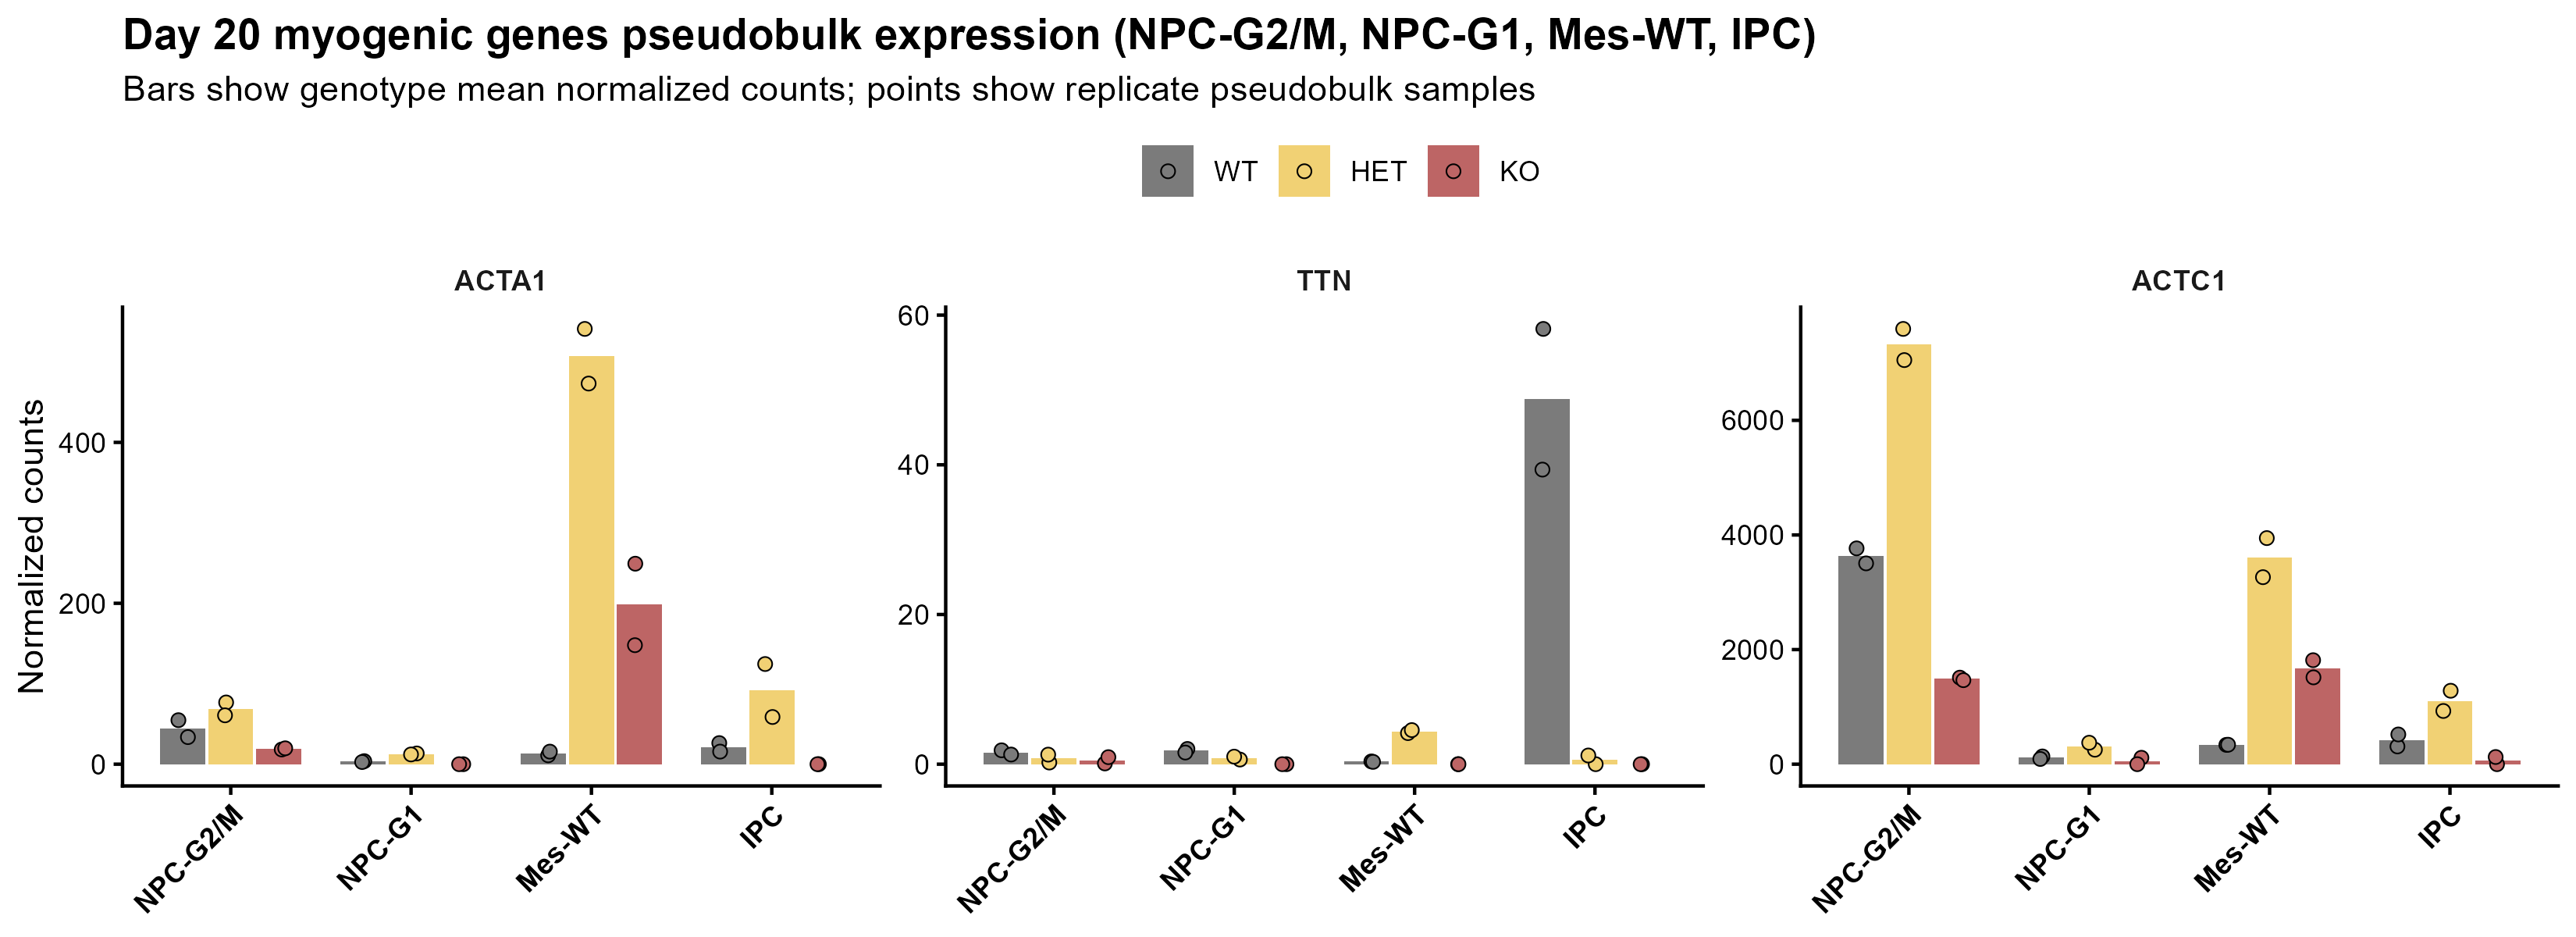 Day 20 myogenic genes pseudobulk expression (NPC-G2/M, NPC-G1, Mes-WT, IPC)
Bars show genotype mean normalized counts; points show replicate pseudobulk samples
WT HET KO
ACTA1
TTN
ACTC1
Normalized counts
400
200
0
NPC-G2/M
NPC-G1
Mes-WT
IPC
60
40
20
0
NPC-G2/M
NPC-G1
Mes-WT
IPC
6000
4000
2000
0
NPC-G2/M
NPC-G1
Mes-WT
IPC